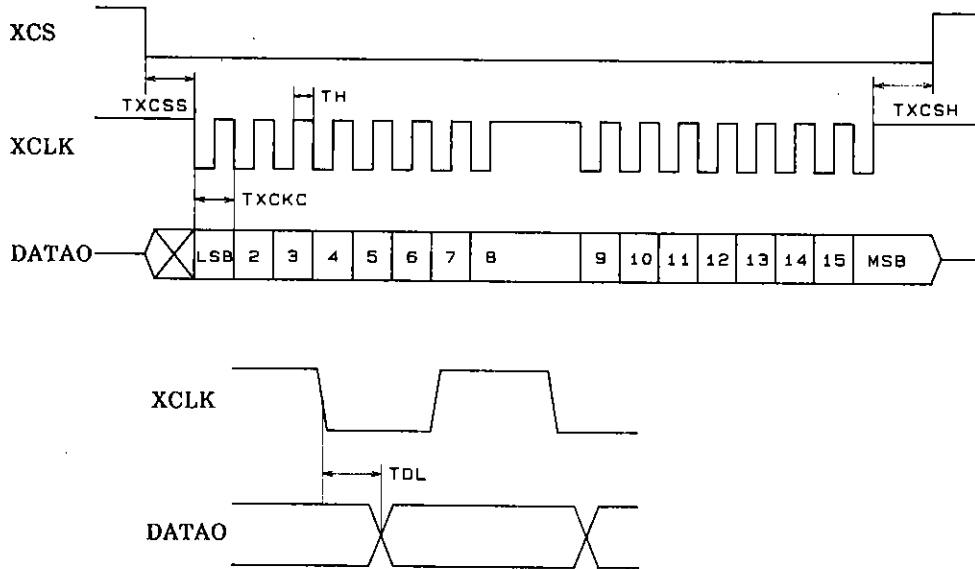 XCS
TXCSS
TH
TXCSH
XCLK
TXCKC
DATAO
LSB 2 3 4 5 6 7 8 9 10 11 12 13 14 15 MSB
XCLK
TDL
DATAO